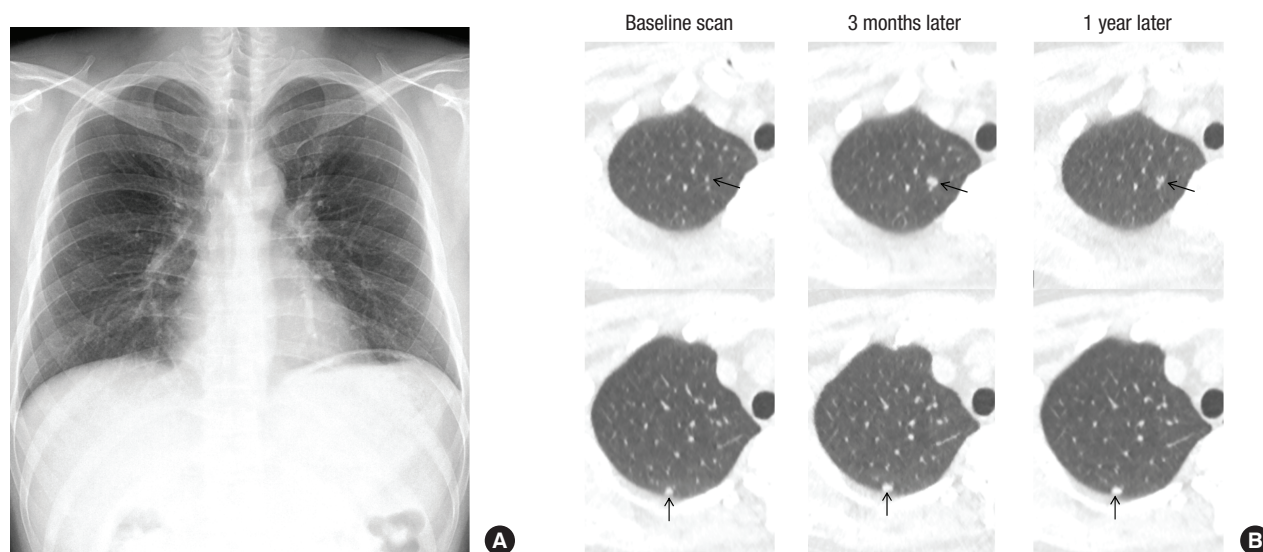 Baseline scan
3 months later
1 year later
A
B